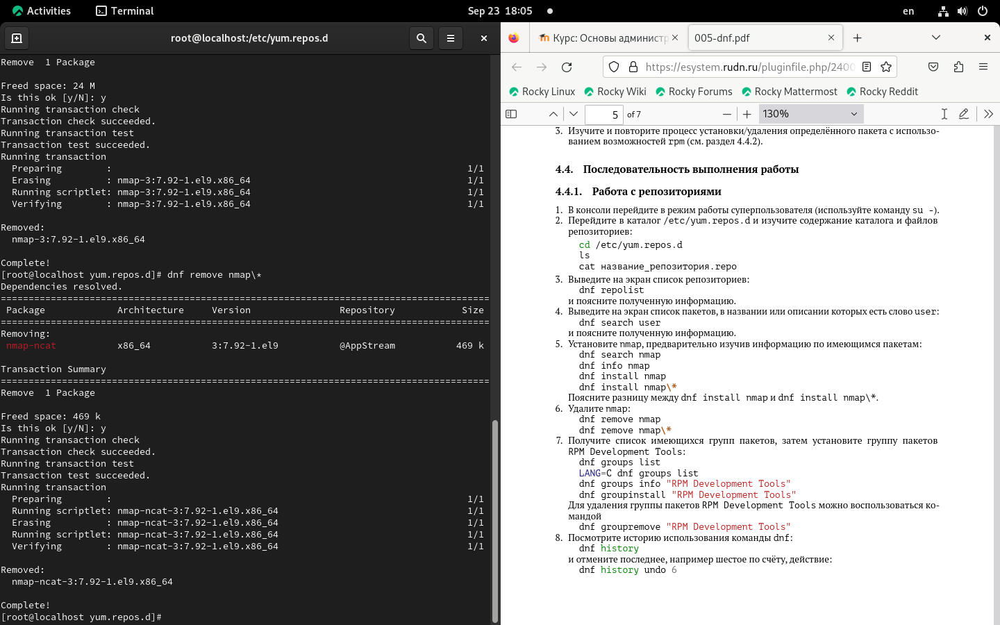 Activities Terminal Sep 23 18:05 en
root@localhost:/etc/yum.repos.d
Remove  1 Package
Freed space: 24 M
Is this ok [y/N]: y
Running transaction check
Transaction check succeeded.
Running transaction test
Transaction test succeeded.
Running transaction
  Preparing        :                                                                1/1
  Erasing          : nmap-3:7.92-1.el9.x86_64                                       1/1
  Running scriptlet: nmap-3:7.92-1.el9.x86_64                                       1/1
  Verifying        : nmap-3:7.92-1.el9.x86_64                                       1/1
Removed:
  nmap-3:7.92-1.el9.x86_64
Complete!
[root@localhost yum.repos.d]# dnf remove nmap\*
Dependencies resolved.
========================================================================================
 Package             Architecture     Version                Repository            Size
========================================================================================
Removing:
 nmap-ncat           x86_64           3:7.92-1.el9           @AppStream           469 k
Transaction Summary
========================================================================================
Remove  1 Package
Freed space: 469 k
Is this ok [y/N]: y
Running transaction check
Transaction check succeeded.
Running transaction test
Transaction test succeeded.
Running transaction
  Preparing        :                                                                1/1
  Running scriptlet: nmap-ncat-3:7.92-1.el9.x86_64                                  1/1
  Erasing          : nmap-ncat-3:7.92-1.el9.x86_64                                  1/1
  Running scriptlet: nmap-ncat-3:7.92-1.el9.x86_64                                  1/1
  Verifying        : nmap-ncat-3:7.92-1.el9.x86_64                                  1/1
Removed:
  nmap-ncat-3:7.92-1.el9.x86_64
Complete!
[root@localhost yum.repos.d]#
Курс: Основы администр 005-dnf.pdf
https://esystem.rudn.ru/pluginfile.php/2400
Rocky Linux Rocky Wiki Rocky Forums Rocky Mattermost Rocky Reddit
5 of 7 130%
3. Изучите и повторите процесс установки/удаления определённого пакета с использо-
ванием возможностей rpm (см. раздел 4.4.2).
4.4. Последовательность выполнения работы
4.4.1. Работа с репозиториями
1. В консоли перейдите в режим работы суперпользователя (используйте команду su -).
2. Перейдите в каталог /etc/yum.repos.d и изучите содержание каталога и файлов
репозиториев:
cd /etc/yum.repos.d
ls
cat название_репозитория.repo
3. Выведите на экран список репозиториев:
dnf repolist
и поясните полученную информацию.
4. Выведите на экран список пакетов, в названии или описании которых есть слово user:
dnf search user
и поясните полученную информацию.
5. Установите nmap, предварительно изучив информацию по имеющимся пакетам:
dnf search nmap
dnf info nmap
dnf install nmap
dnf install nmap\*
Поясните разницу между dnf install nmap и dnf install nmap\*.
6. Удалите nmap:
dnf remove nmap
dnf remove nmap\*
7. Получите список имеющихся групп пакетов, затем установите группу пакетов
RPM Development Tools:
dnf groups list
LANG=C dnf groups list
dnf groups info "RPM Development Tools"
dnf groupinstall "RPM Development Tools"
Для удаления группы пакетов RPM Development Tools можно воспользоваться ко-
мандой
dnf groupremove "RPM Development Tools"
8. Посмотрите историю использования команды dnf:
dnf history
и отмените последнее, например шестое по счёту, действие:
dnf history undo 6